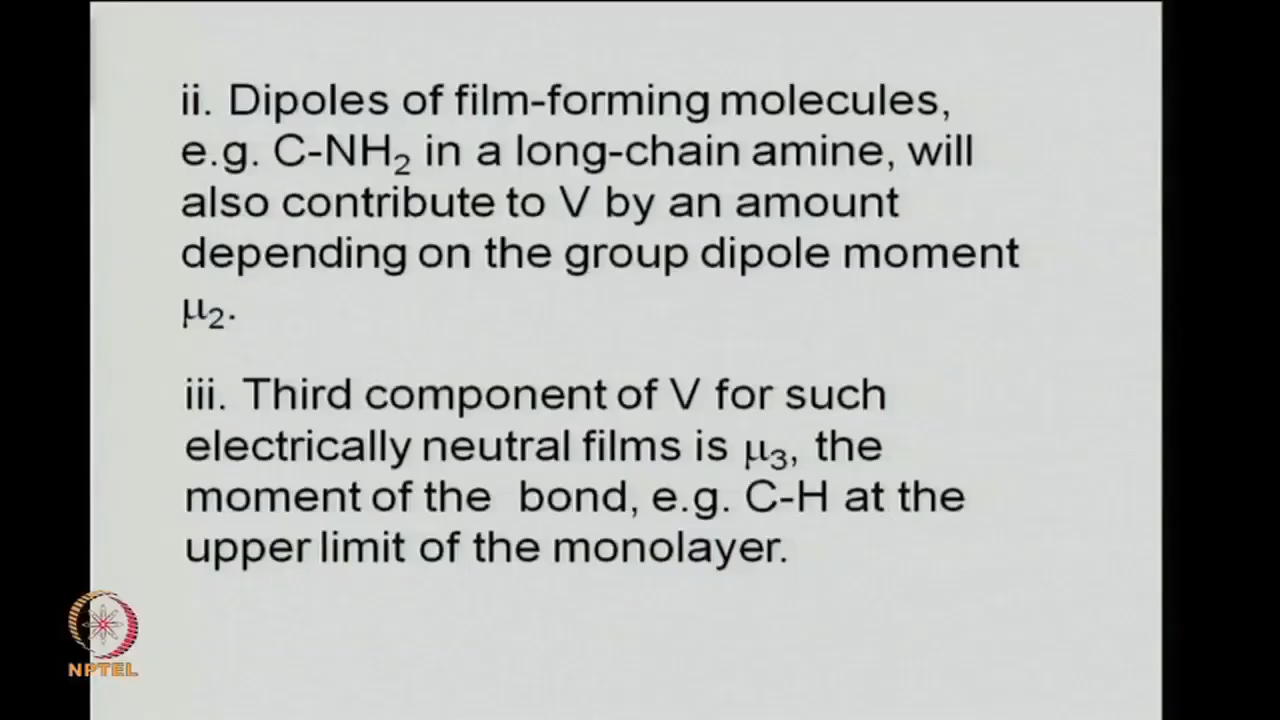 ii. Dipoles of film-forming molecules,
e.g. C-NH₂ in a long-chain amine, will
also contribute to V by an amount
depending on the group dipole moment
μ₂.
iii. Third component of V for such
electrically neutral films is μ₃, the
moment of the bond, e.g. C-H at the
upper limit of the monolayer.
NPTEL